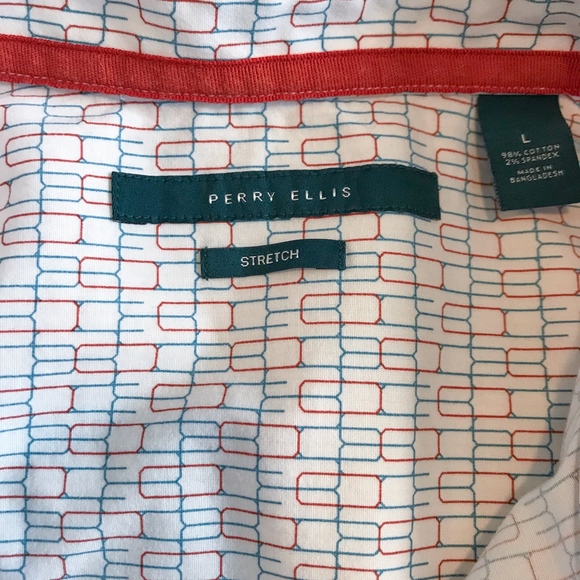 PERRY ELLIS
STRETCH
L
98% COTTON
2% SPANDEX
MADE IN
BANGLADESH